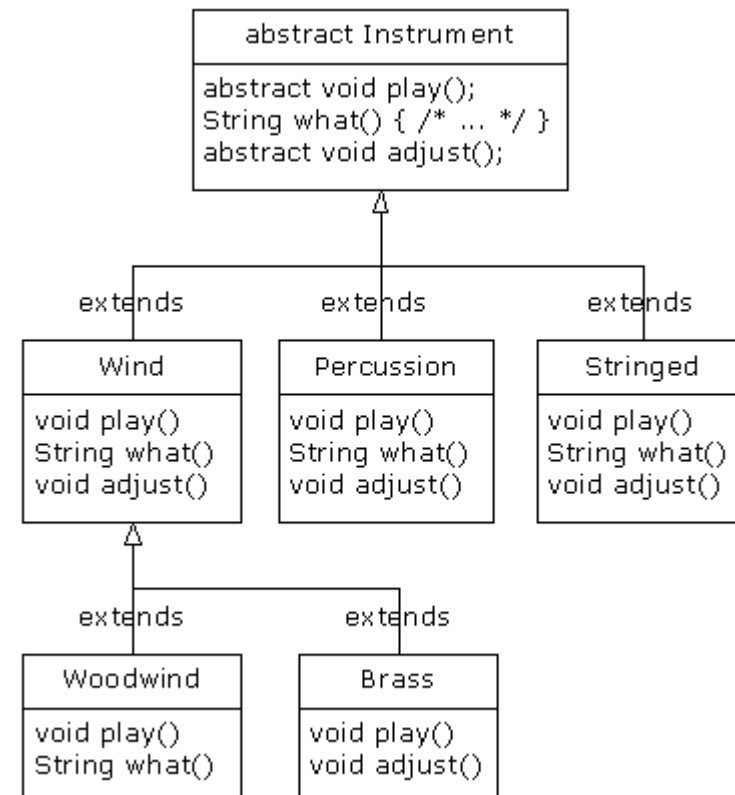 abstract Instrument
abstract void play();
String what() { /* ... */ }
abstract void adjust();
extends
extends
extends
Wind
void play()
String what()
void adjust()
Percussion
void play()
String what()
void adjust()
Stringed
void play()
String what()
void adjust()
extends
extends
Woodwind
void play()
String what()
Brass
void play()
void adjust()